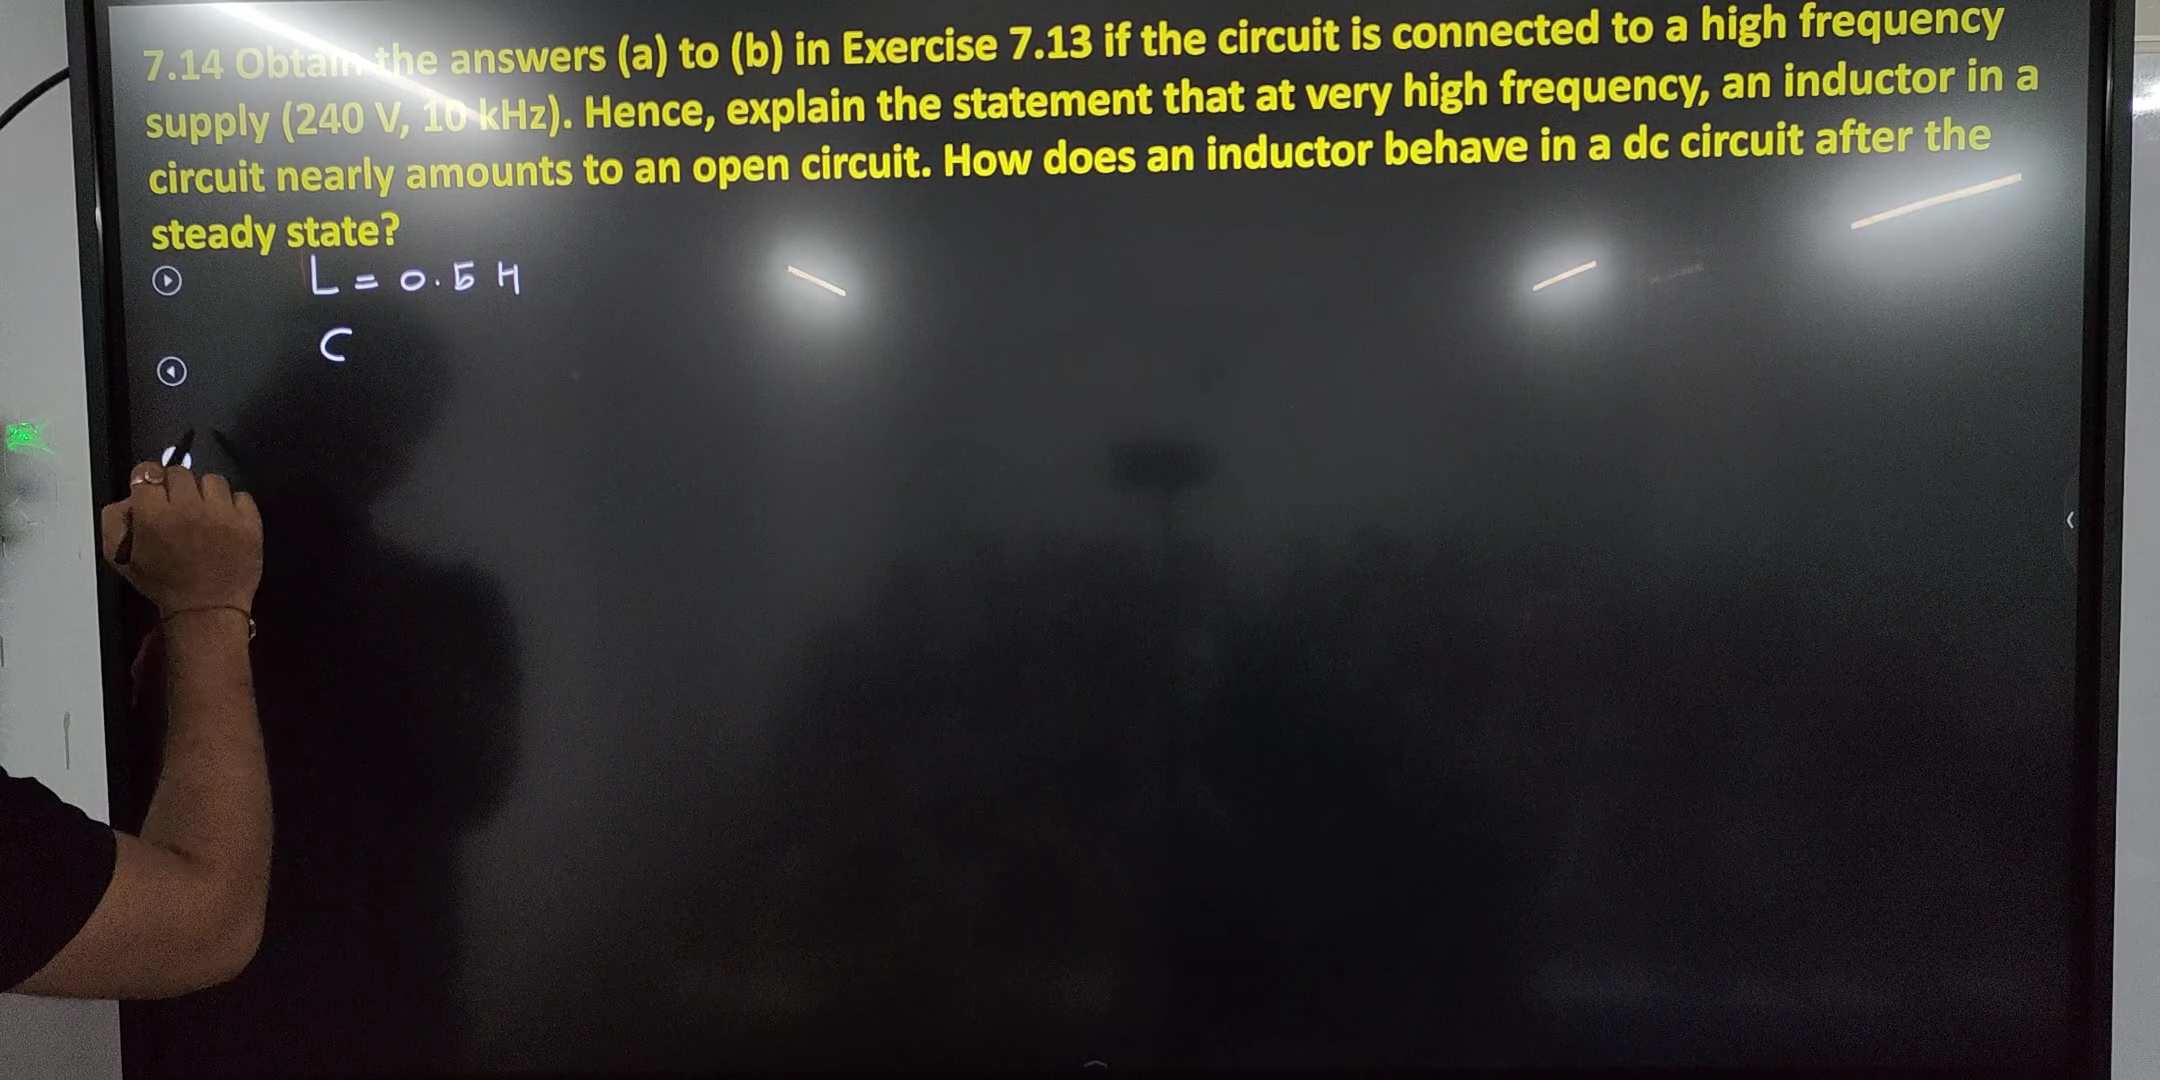 7.14 Obtain the answers (a) to (b) in Exercise 7.13 if the circuit is connected to a high frequency
supply (240 V, 10 kHz). Hence, explain the statement that at very high frequency, an inductor in a
circuit nearly amounts to an open circuit. How does an inductor behave in a dc circuit after the
steady state?
L = 0.5 H
C